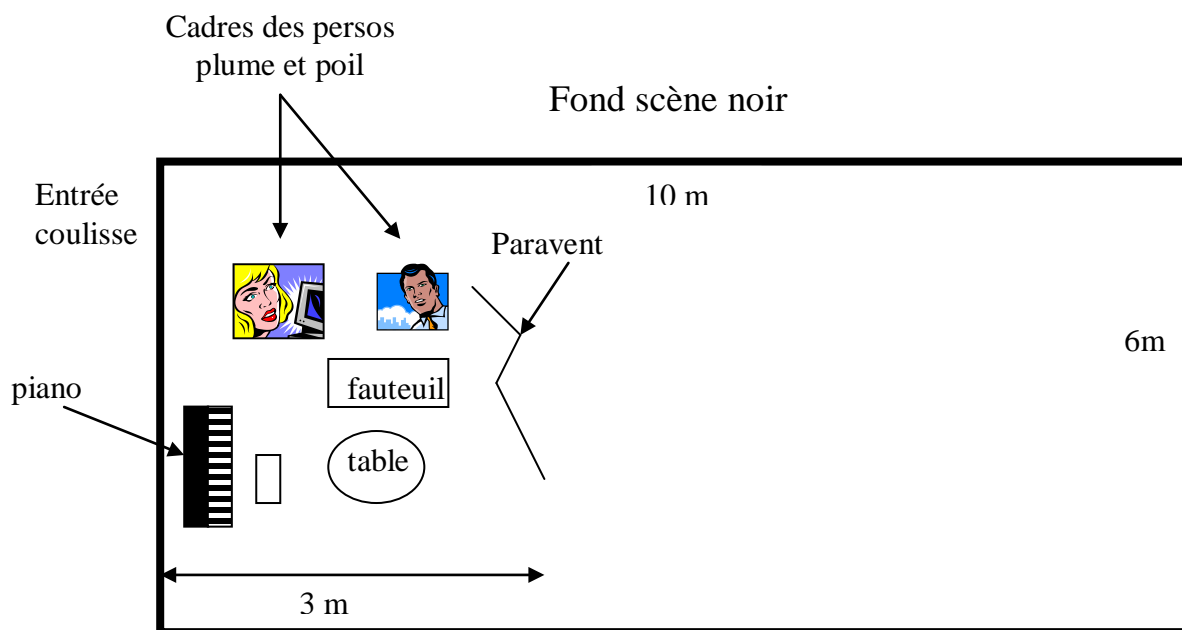 Cadres des persos
plume et poil
Fond scène noir
Entrée
coulisse
10 m
Paravent
6m
fauteuil
piano
table
3 m